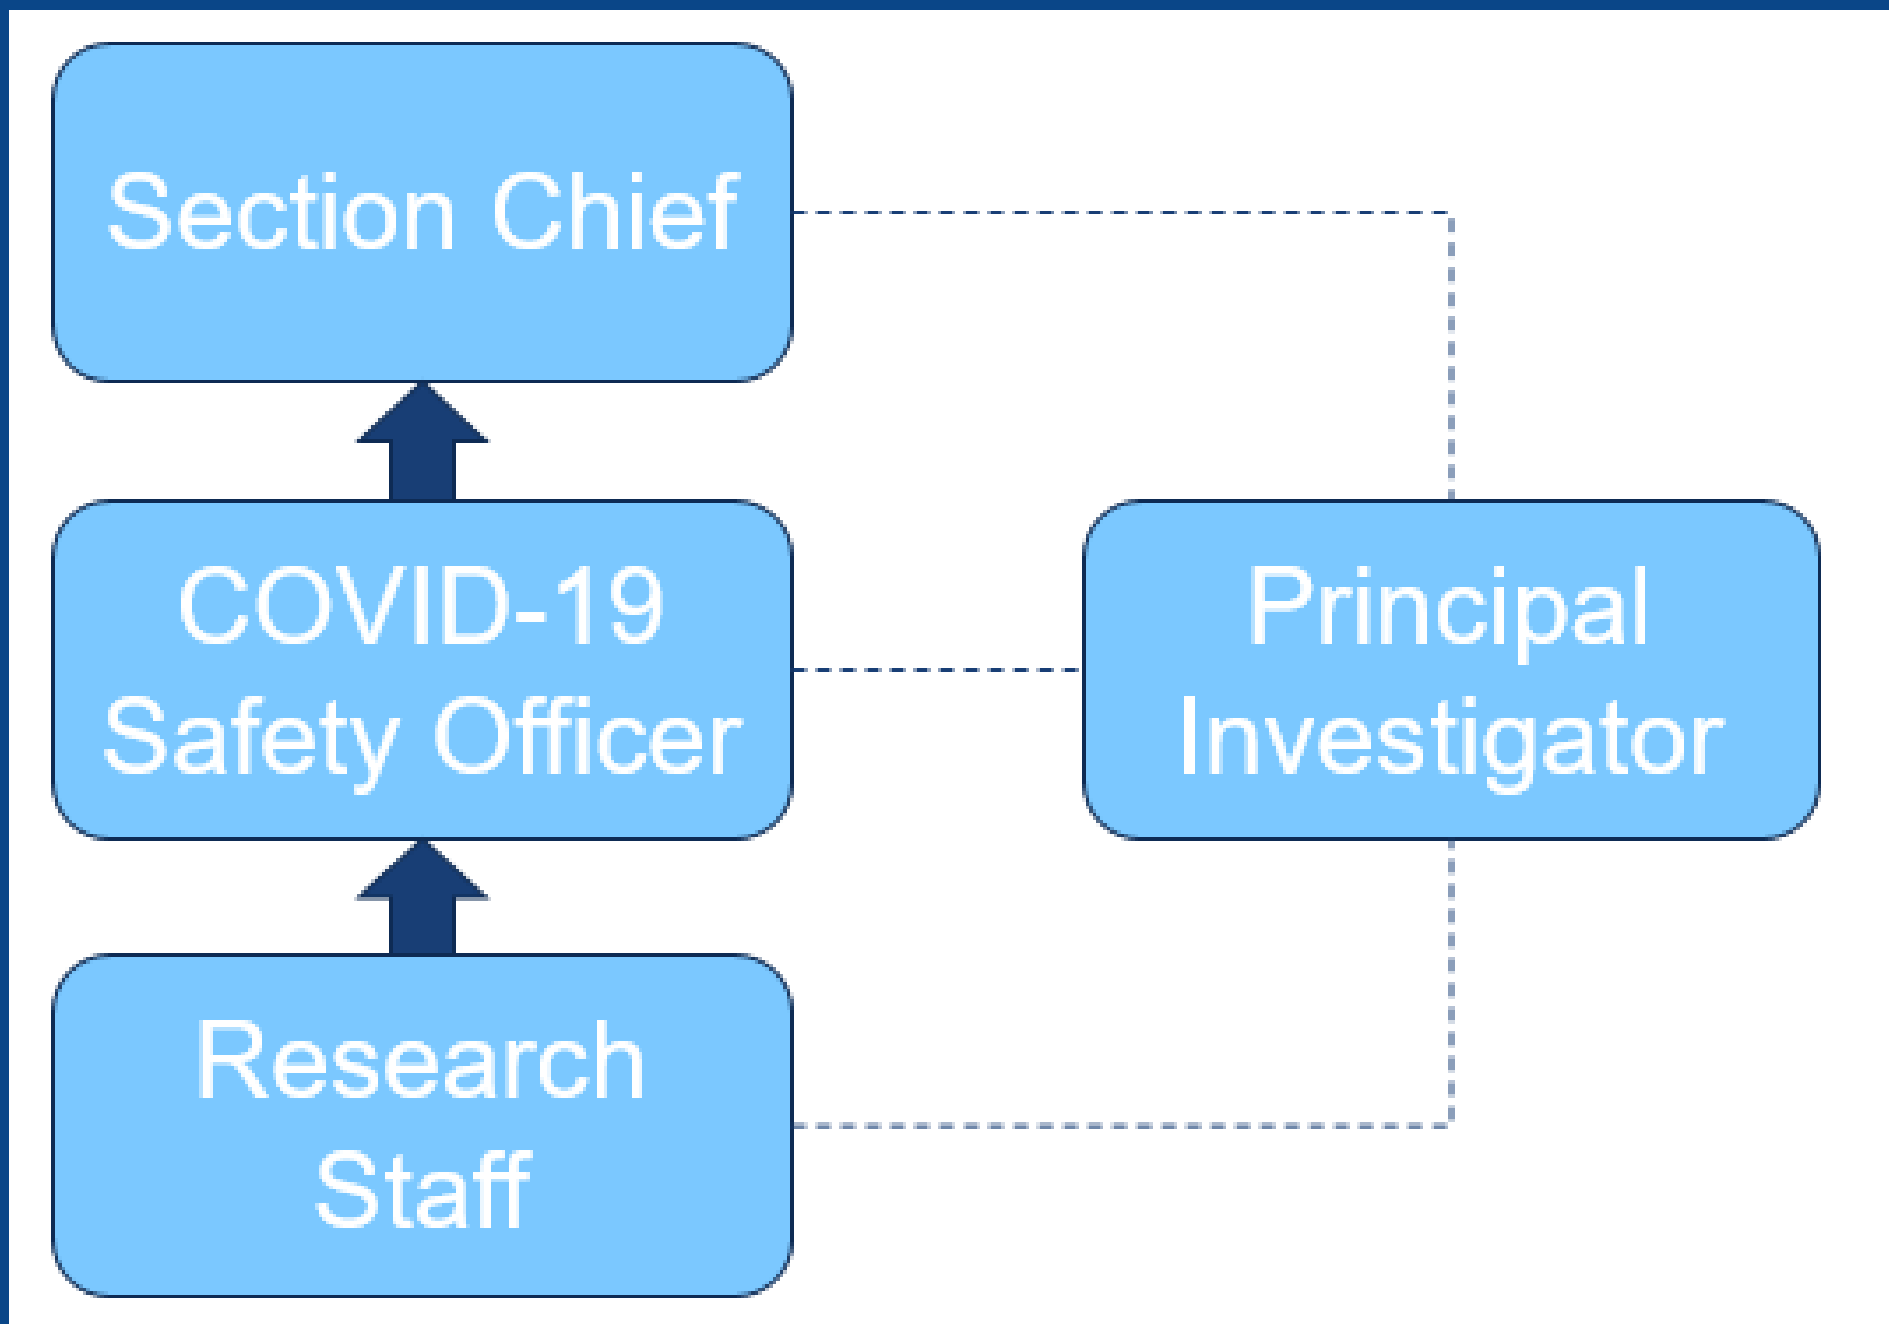 Section Chief
COVID-19
Safety Officer
Principal
Investigator
Research
Staff